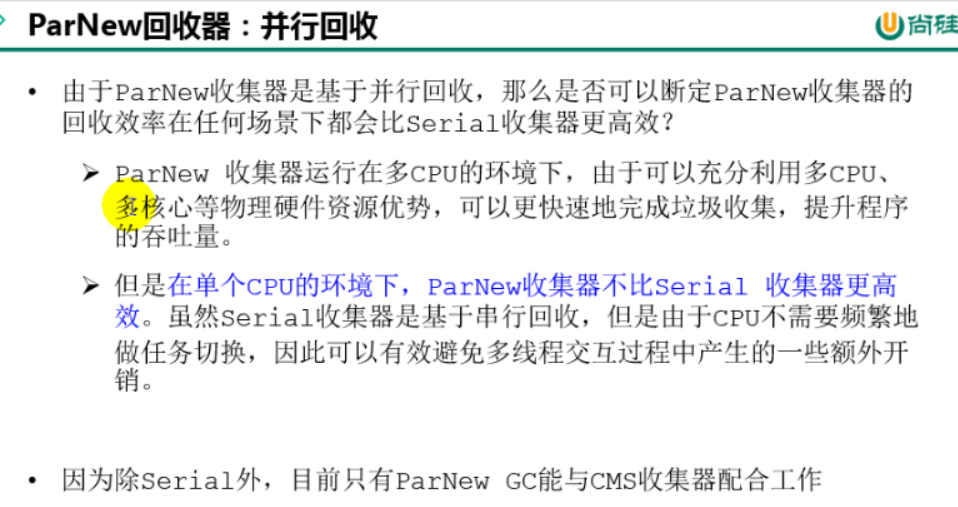 ParNew回收器：并行回收
尚硅
• 由于ParNew收集器是基于并行回收，那么是否可以断定ParNew收集器的
回收效率在任何场景下都会比Serial收集器更高效？
➢ ParNew 收集器运行在多CPU的环境下，由于可以充分利用多CPU、
多核心等物理硬件资源优势，可以更快速地完成垃圾收集，提升程序
的吞吐量。
➢ 但是在单个CPU的环境下，ParNew收集器不比Serial 收集器更高
效。虽然Serial收集器是基于串行回收，但是由于CPU不需要频繁地
做任务切换，因此可以有效避免多线程交互过程中产生的一些额外开
销。
• 因为除Serial外，目前只有ParNew GC能与CMS收集器配合工作